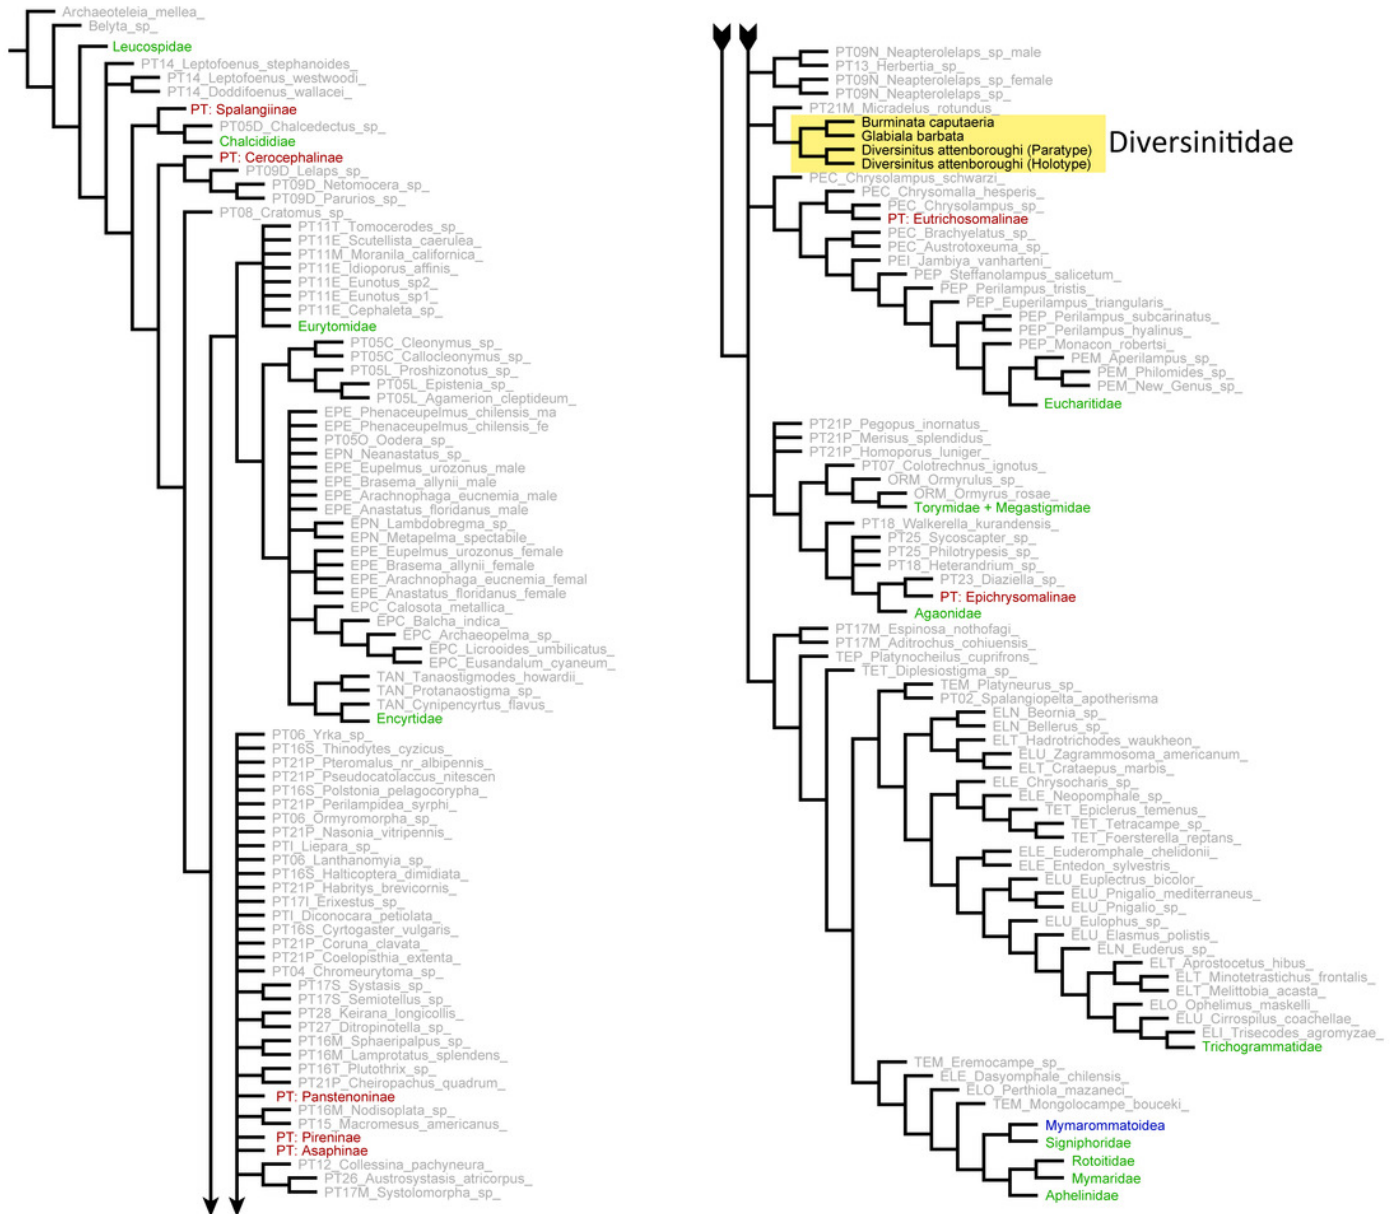 Archaeoteleia_mellea_
Belyta_sp_
Leucospidae
PT14_Leptofoenus_stephanoides_
PT14_Leptofoenus_westwoodi_
PT14_Doddifoenus_wallacei_
PT: Spalangiinae
PT05D_Chalcedectus_sp_
Chalcididiae
PT: Cerocephalinae
PT09D_Lelaps_sp_
PT09D_Netomocera_sp_
PT09D_Parurios_sp_
PT08_Cratomus_sp_
PT11T_Tomocerodes_sp_
PT11E_Scutellista_caerulea_
PT11M_Moranila_californica_
PT11E_Idioporus_affinis_
PT11E_Eunotus_sp2_
PT11E_Eunotus_sp1_
PT11E_Cephaleta_sp_
Eurytomidae
PT05C_Cleonymus_sp_
PT05C_Callocleonymus_sp_
PT05L_Proshizonotus_sp_
PT05L_Epistenia_sp_
PT05L_Agamerion_cleptideum_
EPE_Phenaceupelmus_chilensis_ma
EPE_Phenaceupelmus_chilensis_fe
PT05O_Oodera_sp_
EPN_Neanastatus_sp_
EPE_Eupelmus_urozonus_male
EPE_Brasema_allynii_male
EPE_Arachnophaga_eucnemia_male
EPE_Anastatus_floridanus_male
EPN_Lambdobregma_sp_
EPN_Metapelma_spectabile_
EPE_Eupelmus_urozonus_female
EPE_Brasema_allynii_female
EPE_Arachnophaga_eucnemia_femal
EPE_Anastatus_floridanus_female
EPC_Calosota_metallica_
EPC_Balcha_indica_
EPC_Archaeopelma_sp_
EPC_Licrooides_umbilicatus_
EPC_Eusandalum_cyaneum_
TAN_Tanaostigmodes_howardii_
TAN_Protanaostigma_sp_
TAN_Cynipencyrtus_flavus_
Encyrtidae
PT06_Yrka_sp_
PT16S_Thinodytes_cyzicus_
PT21P_Pteromalus_nr_albipennis_
PT21P_Pseudocatolaccus_nitescen
PT16S_Polstonia_pelagocorypha_
PT21P_Perilampidea_syrphi_
PT06_Ormyromorpha_sp_
PT21P_Nasonia_vitripennis_
PTI_Liepara_sp_
PT06_Lanthanomyia_sp_
PT16S_Halticoptera_dimidiata_
PT21P_Habritys_brevicornis_
PT17I_Erixestus_sp_
PTI_Diconocara_petiolata_
PT16S_Cyrtogaster_vulgaris_
PT21P_Coruna_clavata_
PT21P_Coelopisthia_extenta_
PT04_Chromeurytoma_sp_
PT17S_Systasis_sp_
PT17S_Semiotellus_sp_
PT28_Keirana_longicollis_
PT27_Ditropinotella_sp_
PT16M_Sphaeripalpus_sp_
PT16M_Lamprotatus_splendens_
PT16T_Plutothrix_sp_
PT21P_Cheiropachus_quadrum_
PT: Panstenoninae
PT16M_Nodisoplata_sp_
PT15_Macromesus_americanus_
PT: Pireninae
PT: Asaphinae
PT12_Collessina_pachyneura_
PT26_Austrosystasis_atricorpus_
PT17M_Systolomorpha_sp_
PT09N_Neapterolelaps_sp_male
PT13_Herbertia_sp_
PT09N_Neapterolelaps_sp_female
PT09N_Neapterolelaps_sp_
PT21M_Micradelus_rotundus_
Burminata caputaeria
Glabiala barbata
Diversinitus attenboroughi (Paratype)
Diversinitus attenboroughi (Holotype)
Diversinitidae
PEC_Chrysolampus_schwarzi_
PEC_Chrysomalla_hesperis_
PEC_Chrysolampus_sp_
PT: Eutrichosomalinae
PEC_Brachyelatus_sp_
PEC_Austrotoxeuma_sp_
PEI_Jambiya_vanharteni_
PEP_Steffanolampus_salicetum_
PEP_Perilampus_tristis_
PEP_Euperilampus_triangularis_
PEP_Perilampus_subcarinatus_
PEP_Perilampus_hyalinus_
PEP_Monacon_robertsi_
PEM_Aperilampus_sp_
PEM_Philomides_sp_
PEM_New_Genus_sp_
Eucharitidae
PT21P_Pegopus_inornatus_
PT21P_Merisus_splendidus_
PT21P_Homoporus_luniger_
PT07_Colotrechnus_ignotus_
ORM_Ormyrulus_sp_
ORM_Ormyrus_rosae_
Torymidae + Megastigmidae
PT18_Walkerella_kurandensis_
PT25_Sycoscapter_sp_
PT25_Philotrypesis_sp_
PT18_Heterandrium_sp_
PT23_Diaziella_sp_
PT: Epichrysomalinae
Agaonidae
PT17M_Espinosa_nothofagi_
PT17M_Aditrochus_cohiuensis_
TEP_Platynocheilus_cuprifrons_
TET_Diplesiostigma_sp_
TEM_Platyneurus_sp_
PT02_Spalangiopelta_apotherisma
ELN_Beornia_sp_
ELN_Bellerus_sp_
ELT_Hadrotrichodes_waukheon_
ELU_Zagrammosoma_americanum_
ELT_Crataepus_marbis_
ELE_Chrysocharis_sp_
ELE_Neopomphale_sp_
TET_Epiclerus_temenus_
TET_Tetracampe_sp_
TET_Foersterella_reptans_
ELE_Euderomphale_chelidonii_
ELE_Entedon_sylvestris_
ELU_Euplectrus_bicolor_
ELU_Pnigalio_mediterraneus_
ELU_Pnigalio_sp_
ELU_Eulophus_sp_
ELU_Elasmus_polistis_
ELN_Euderus_sp_
ELT_Aprostocetus_hibus_
ELT_Minotetrastichus_frontalis_
ELT_Melittobia_acasta_
ELO_Ophelimus_maskelli_
ELU_Cirrospilus_coachellae_
ELI_Trisecodes_agromyzae_
Trichogrammatidae
TEM_Eremocampe_sp_
ELE_Dasyomphale_chilensis_
ELO_Perthiola_mazaneci_
TEM_Mongolocampe_bouceki_
Mymarommatoidea
Signiphoridae
Rotoitidae
Mymaridae
Aphelinidae